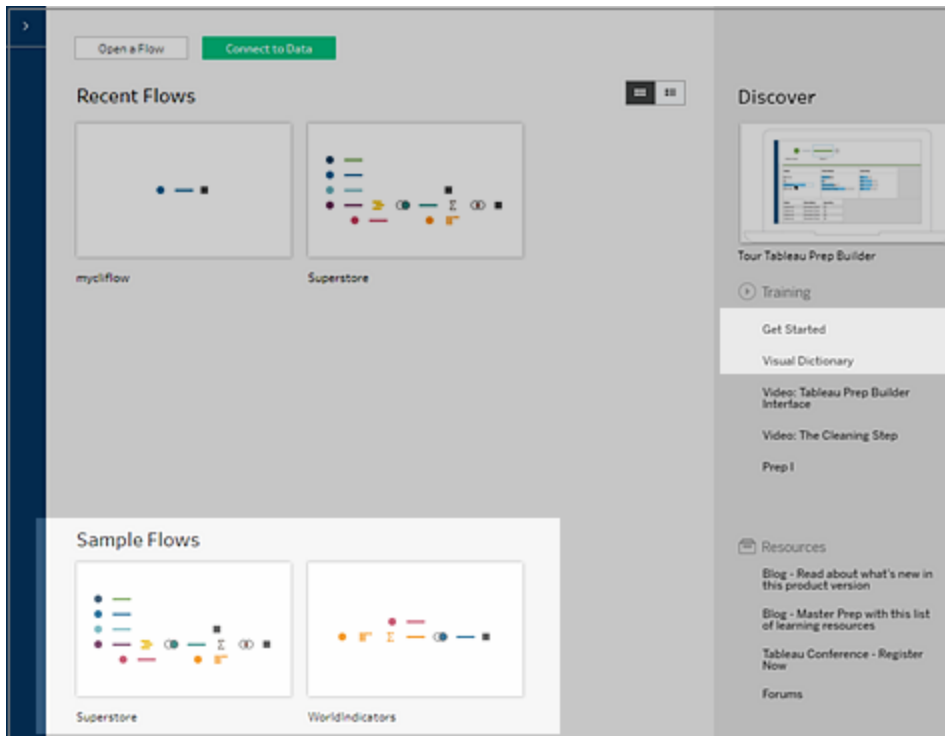 Open a Flow
Connect to Data
Recent Flows
mycliflow
Superstore
Sample Flows
Superstore
WorldIndicators
Discover
Tour Tableau Prep Builder
Training
Get Started
Visual Dictionary
Video: Tableau Prep Builder
Interface
Video: The Cleaning Step
Prep I
Resources
Blog - Read about what's new in
this product version
Blog - Master Prep with this list
of learning resources
Tableau Conference - Register
Now
Forums